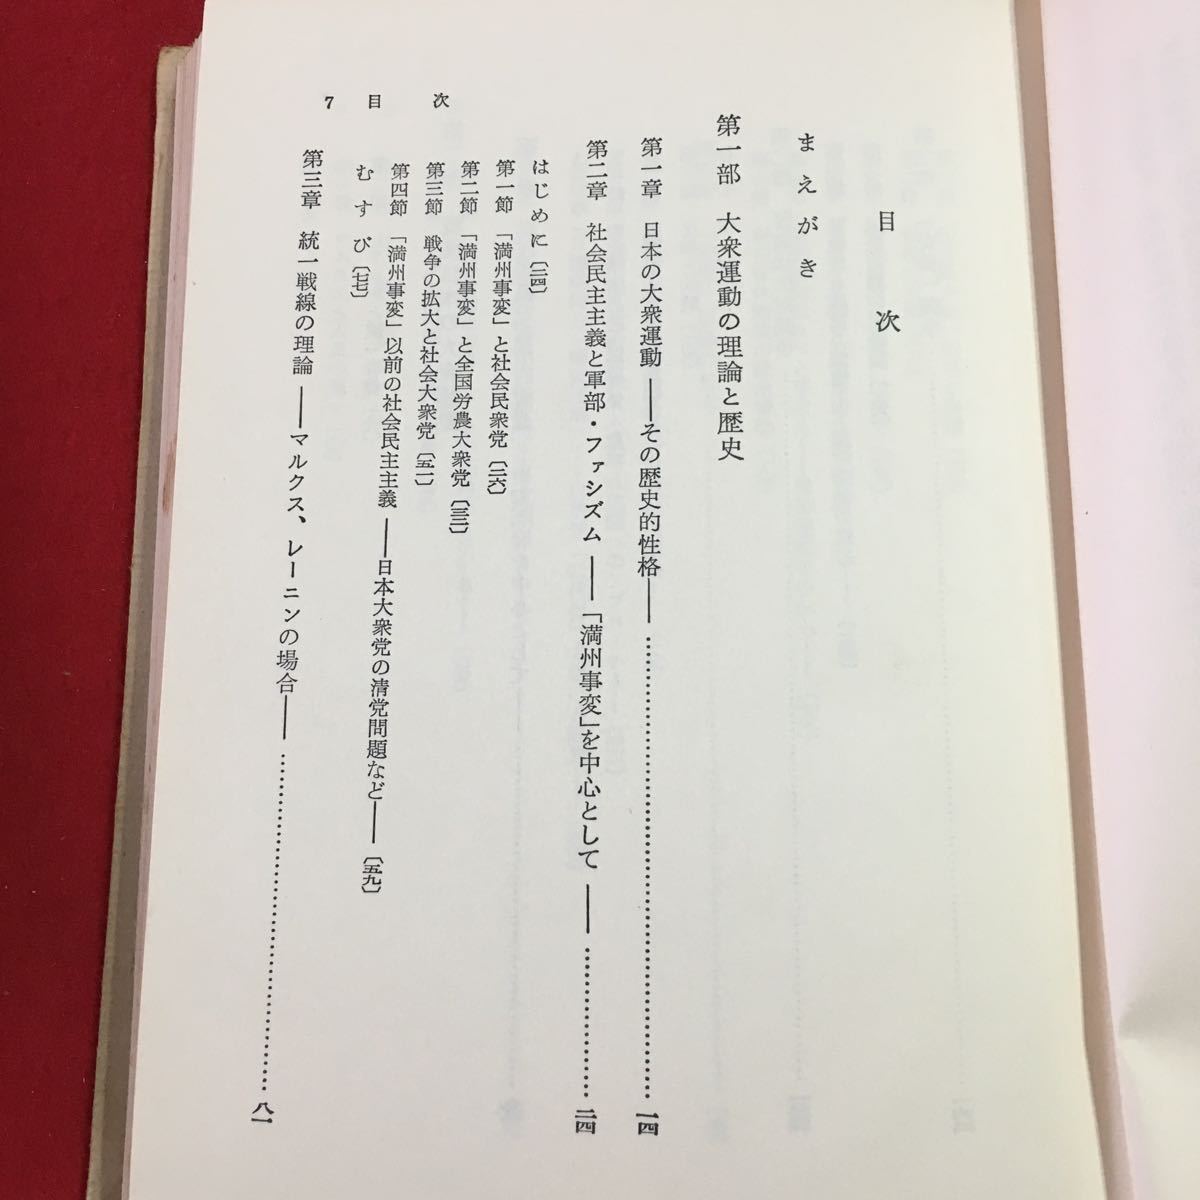 目次
まえがき
第一部 大衆運動の理論と歴史
第一章 日本の大衆運動 ――その歴史的性格――……………………一四
第二章 社会民主主義と軍部・ファシズム ――「満州事変」を中心として――……………二四
はじめに〔二四〕
第一節 「満州事変」と社会民衆党〔二六〕
第二節 「満州事変」と全国労農大衆党〔三三〕
第三節 戦争の拡大と社会大衆党〔五一〕
第四節 「満州事変」以前の社会民主主義 ――日本大衆党の清党問題など――〔五九〕
むすび〔七七〕
第三章 統一戦線の理論 ――マルクス、レーニンの場合――……………………八一
7 目次